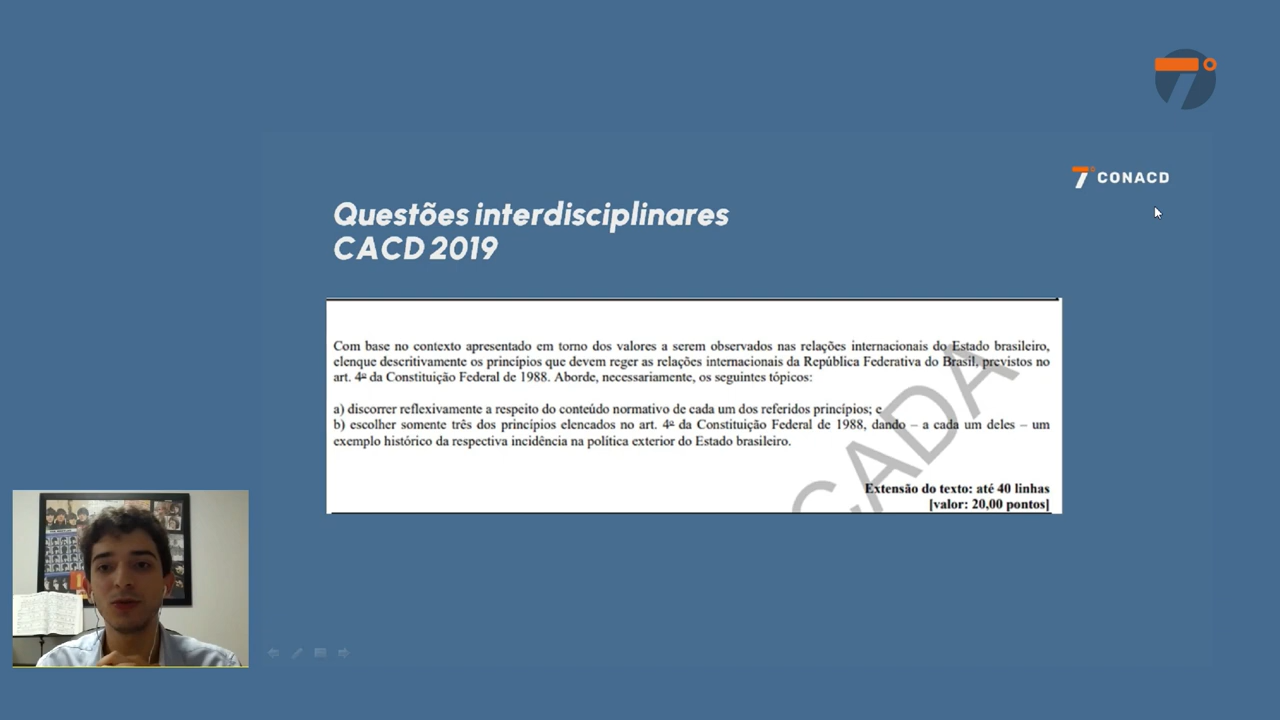 7°
7° CONACD
Questões interdisciplinares
CACD 2019
Com base no contexto apresentado em torno dos valores a serem observados nas relações internacionais do Estado brasileiro,
elenque descritivamente os princípios que devem reger as relações internacionais da República Federativa do Brasil, previstos no
art. 4º da Constituição Federal de 1988. Aborde, necessariamente, os seguintes tópicos:
a) discorrer reflexivamente a respeito do conteúdo normativo de cada um dos referidos princípios; e
b) escolher somente três dos princípios elencados no art. 4º da Constituição Federal de 1988, dando – a cada um deles – um
exemplo histórico da respectiva incidência na política exterior do Estado brasileiro.
CADA
Extensão do texto: até 40 linhas
[valor: 20,00 pontos]